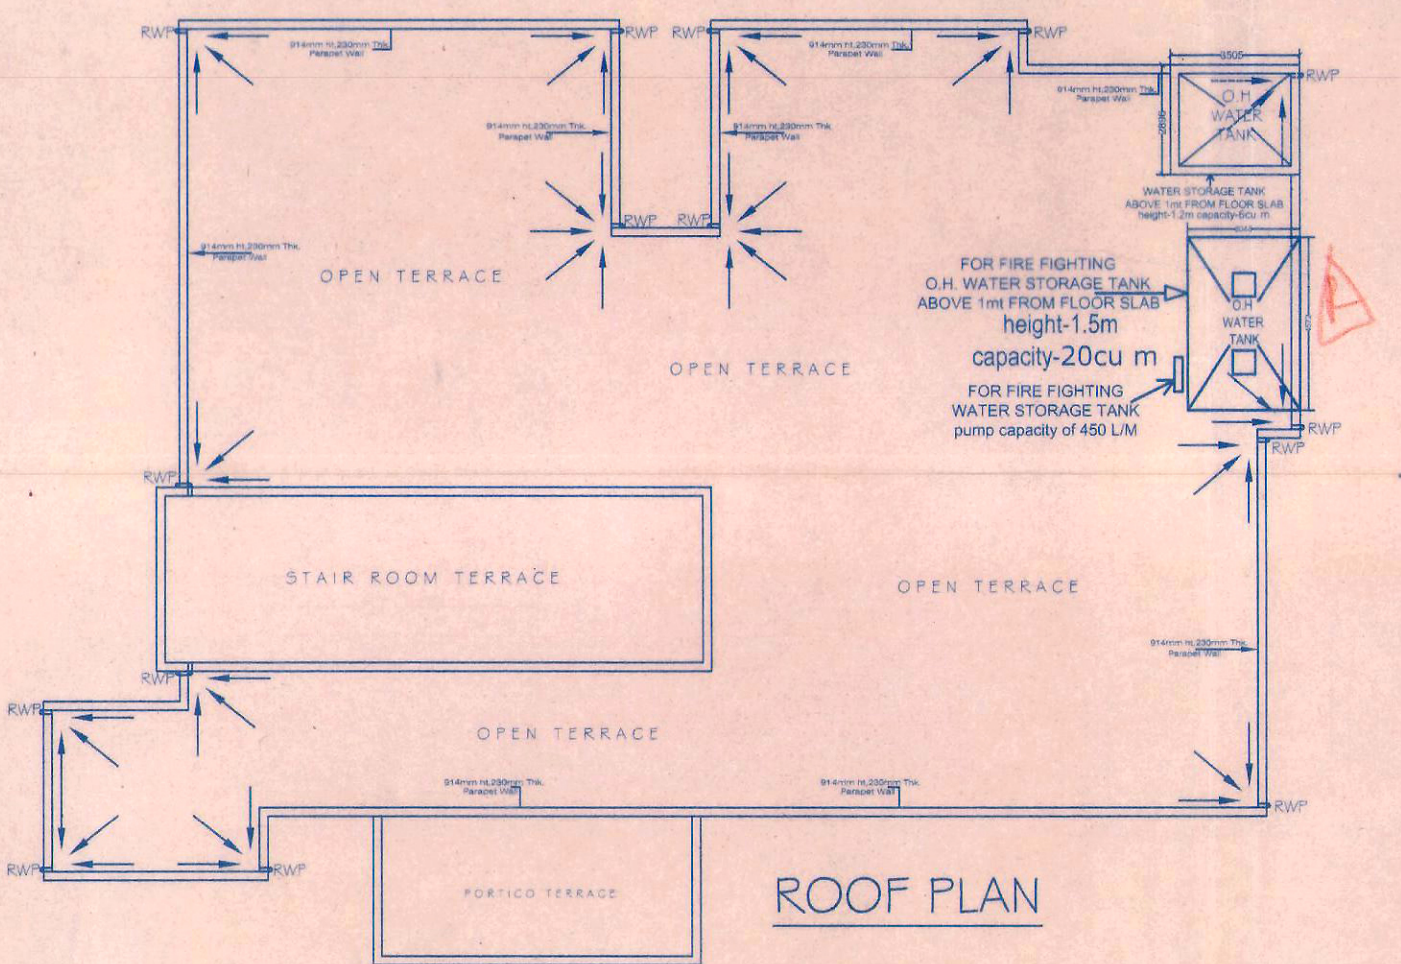 RWP
RWP
RWP
RWP
914mm ht,230mm Thk.
Parapet Wall
914mm ht,230mm Thk.
Parapet Wall
3505
RWP
914mm ht,230mm Thk.
Parapet Wall
O.H
WATER
TANK
914mm ht,230mm Thk.
Parapet Wall
914mm ht,230mm Thk.
Parapet Wall
WATER STORAGE TANK
ABOVE 1mt FROM FLOOR SLAB
height-1.2m capacity-6cu m
RWP
RWP
914mm ht,230mm Thk.
Parapet Wall
OPEN TERRACE
FOR FIRE FIGHTING
O.H. WATER STORAGE TANK
ABOVE 1mt FROM FLOOR SLAB
height-1.5m
capacity-20cu m
O.H
WATER
TANK
OPEN TERRACE
FOR FIRE FIGHTING
WATER STORAGE TANK
pump capacity of 450 L/M
RWP
RWP
RWP
STAIR ROOM TERRACE
OPEN TERRACE
914mm ht,230mm Thk.
Parapet Wall
RWP
RWP
OPEN TERRACE
914mm ht,230mm Thk.
Parapet Wall
914mm ht,230mm Thk.
Parapet Wall
RWP
RWP
RWP
PORTICO TERRACE
ROOF PLAN